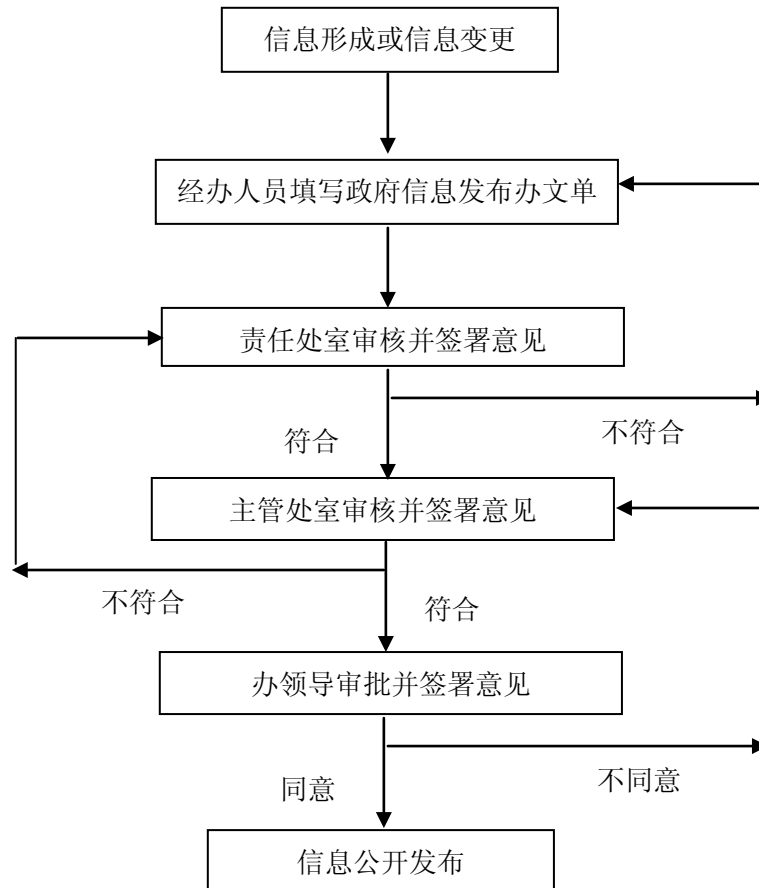 信息形成或信息变更
经办人员填写政府信息发布办文单
责任处室审核并签署意见
符合
不符合
主管处室审核并签署意见
不符合
符合
办领导审批并签署意见
同意
不同意
信息公开发布